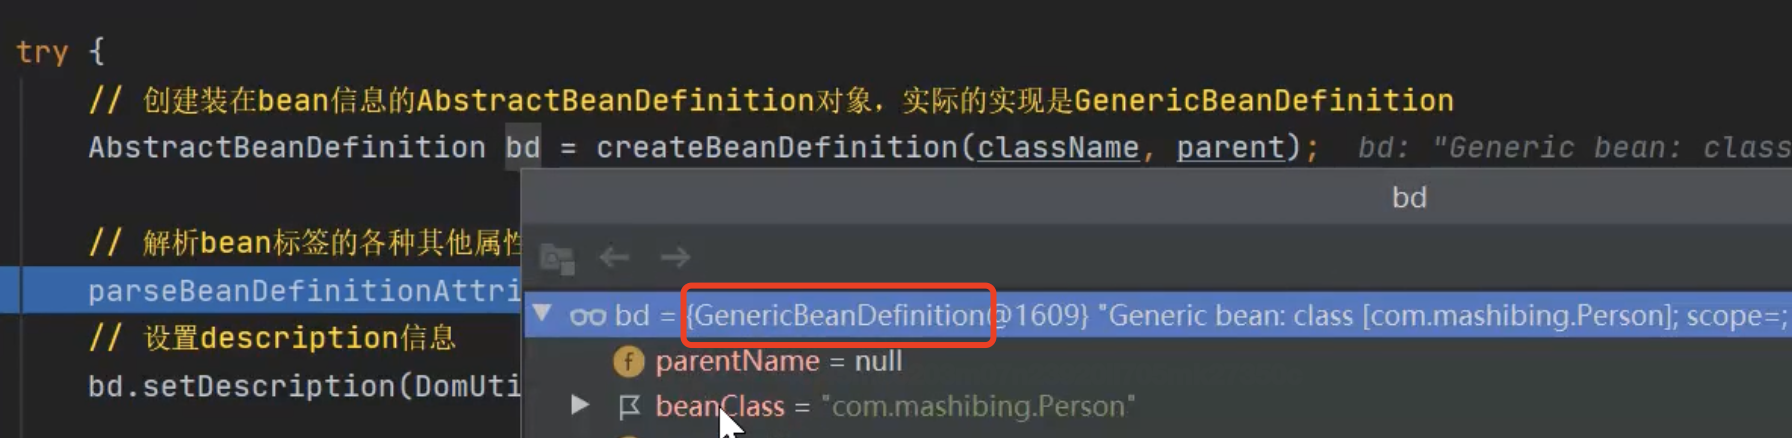 try {
// 创建装在bean信息的AbstractBeanDefinition对象，实际的实现是GenericBeanDefinition
AbstractBeanDefinition bd = createBeanDefinition(className, parent); bd: "Generic bean: class
bd
// 解析bean标签的各种其他属性
parseBeanDefinitionAttri
bd = {GenericBeanDefinition@1609} "Generic bean: class [com.mashibing.Person]; scope=;
// 设置description信息
parentName = null
bd.setDescription(DomUti
beanClass = "com.mashibing.Person"